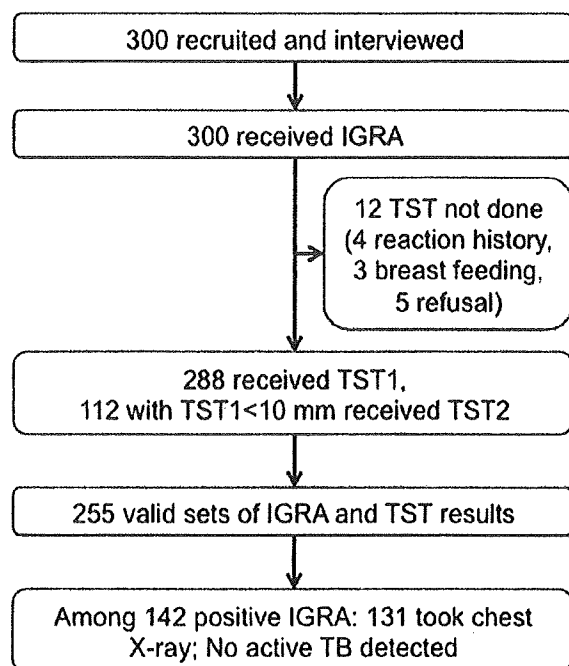 300 recruited and interviewed
300 received IGRA
12 TST not done
(4 reaction history,
3 breast feeding,
5 refusal)
288 received TST1,
112 with TST1<10 mm received TST2
255 valid sets of IGRA and TST results
Among 142 positive IGRA: 131 took chest
X-ray; No active TB detected